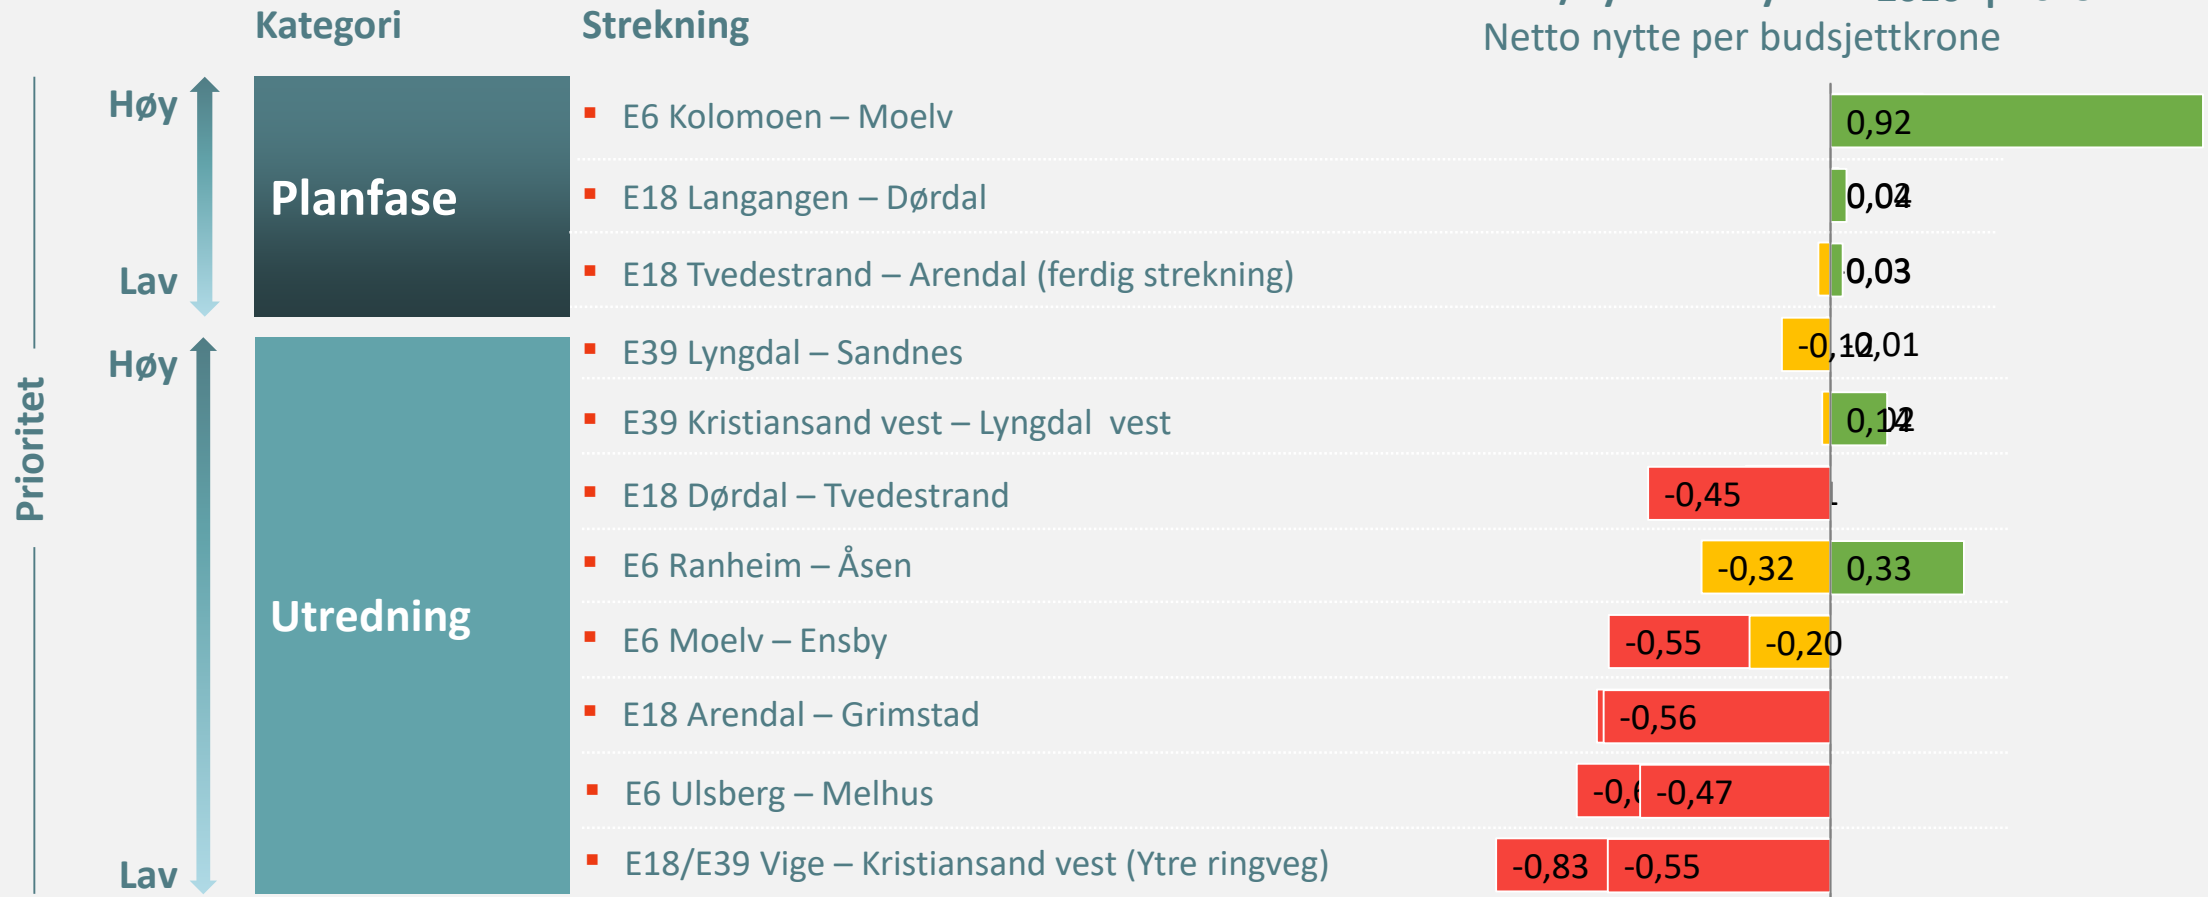 Kategori
Strekning
Netto nytte per budsjettkrone
Prioritet
Høy
Lav
Planfase
▪ E6 Kolomoen – Moelv
0,92
▪ E18 Langangen – Dørdal
▪ E18 Tvedestrand – Arendal (ferdig strekning)
0,03
Høy
Lav
Utredning
▪ E39 Lyngdal – Sandnes
▪ E39 Kristiansand vest – Lyngdal vest
▪ E18 Dørdal – Tvedestrand
-0,45
▪ E6 Ranheim – Åsen
-0,32 0,33
▪ E6 Moelv – Ensby
-0,55 -0,20
▪ E18 Arendal – Grimstad
-0,56
▪ E6 Ulsberg – Melhus
-0,47
▪ E18/E39 Vige – Kristiansand vest (Ytre ringveg)
-0,83 -0,55